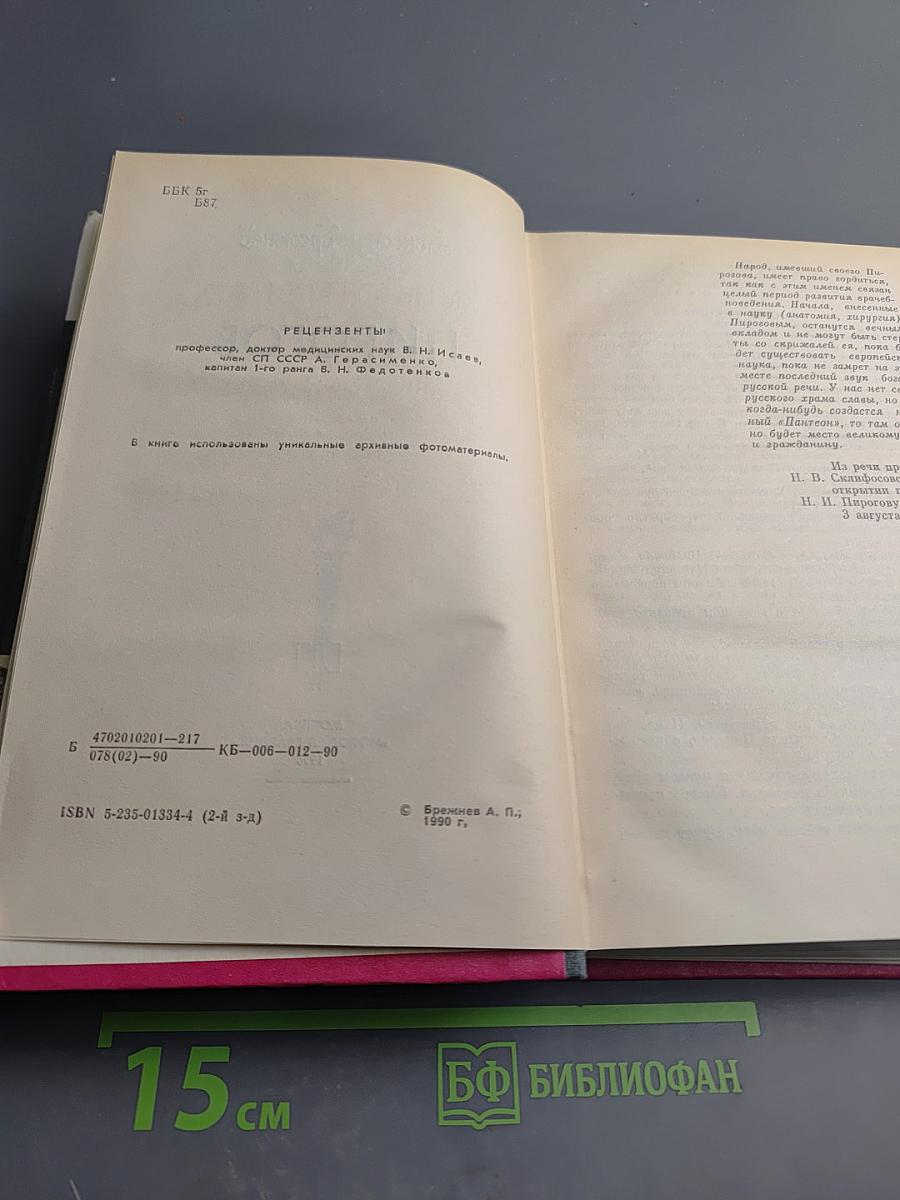 ББК 5г
Б87
РЕЦЕНЗЕНТЫ:
профессор, доктор медицинских наук В. Н. Исаев,
член СП СССР А. Герасименко,
капитан 1-го ранга В. Н. Федотенков
В книге использованы уникальные архивные фотоматериалы.
Б 4702010201—217 КБ—006—012—90
078(02)—90
ISBN 5-235-01334-4 (2-й з-д)
© Брежнев А. П.,
1990 г.
Народ, имевший своего Пи-
рогова, имеет право гордиться,
так как с этим именем связан
целый период развития врачеб-
новедения. Начала, внесенные
в науку (анатомия, хирургия)
Пироговым, останутся вечным
вкладом и не могут быть стер
ты со скрижалей ея, пока б
дет существовать европейск
наука, пока не замрет на э
месте последний звук бога
русской речи. У нас нет се
русского храма славы, но
когда-нибудь создастся н
ный «Пантеон», то там о
но будет место великому
и гражданину.
Из речи пр
Н. В. Склифосовс
открытии п
Н. И. Пирогову
3 августа
15 см
БФ БИБЛИОФАН